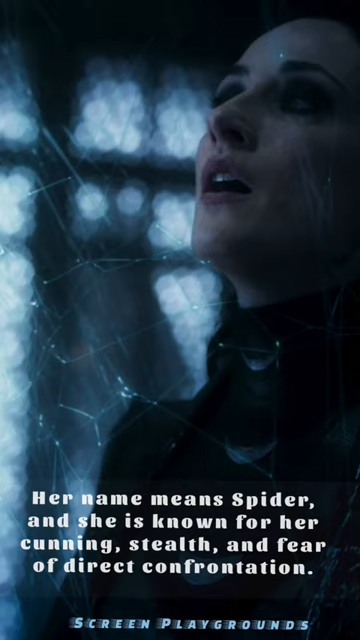 Her name means Spider,
and she is known for her
cunning, stealth, and fear
of direct confrontation.
Screen Playgrounds